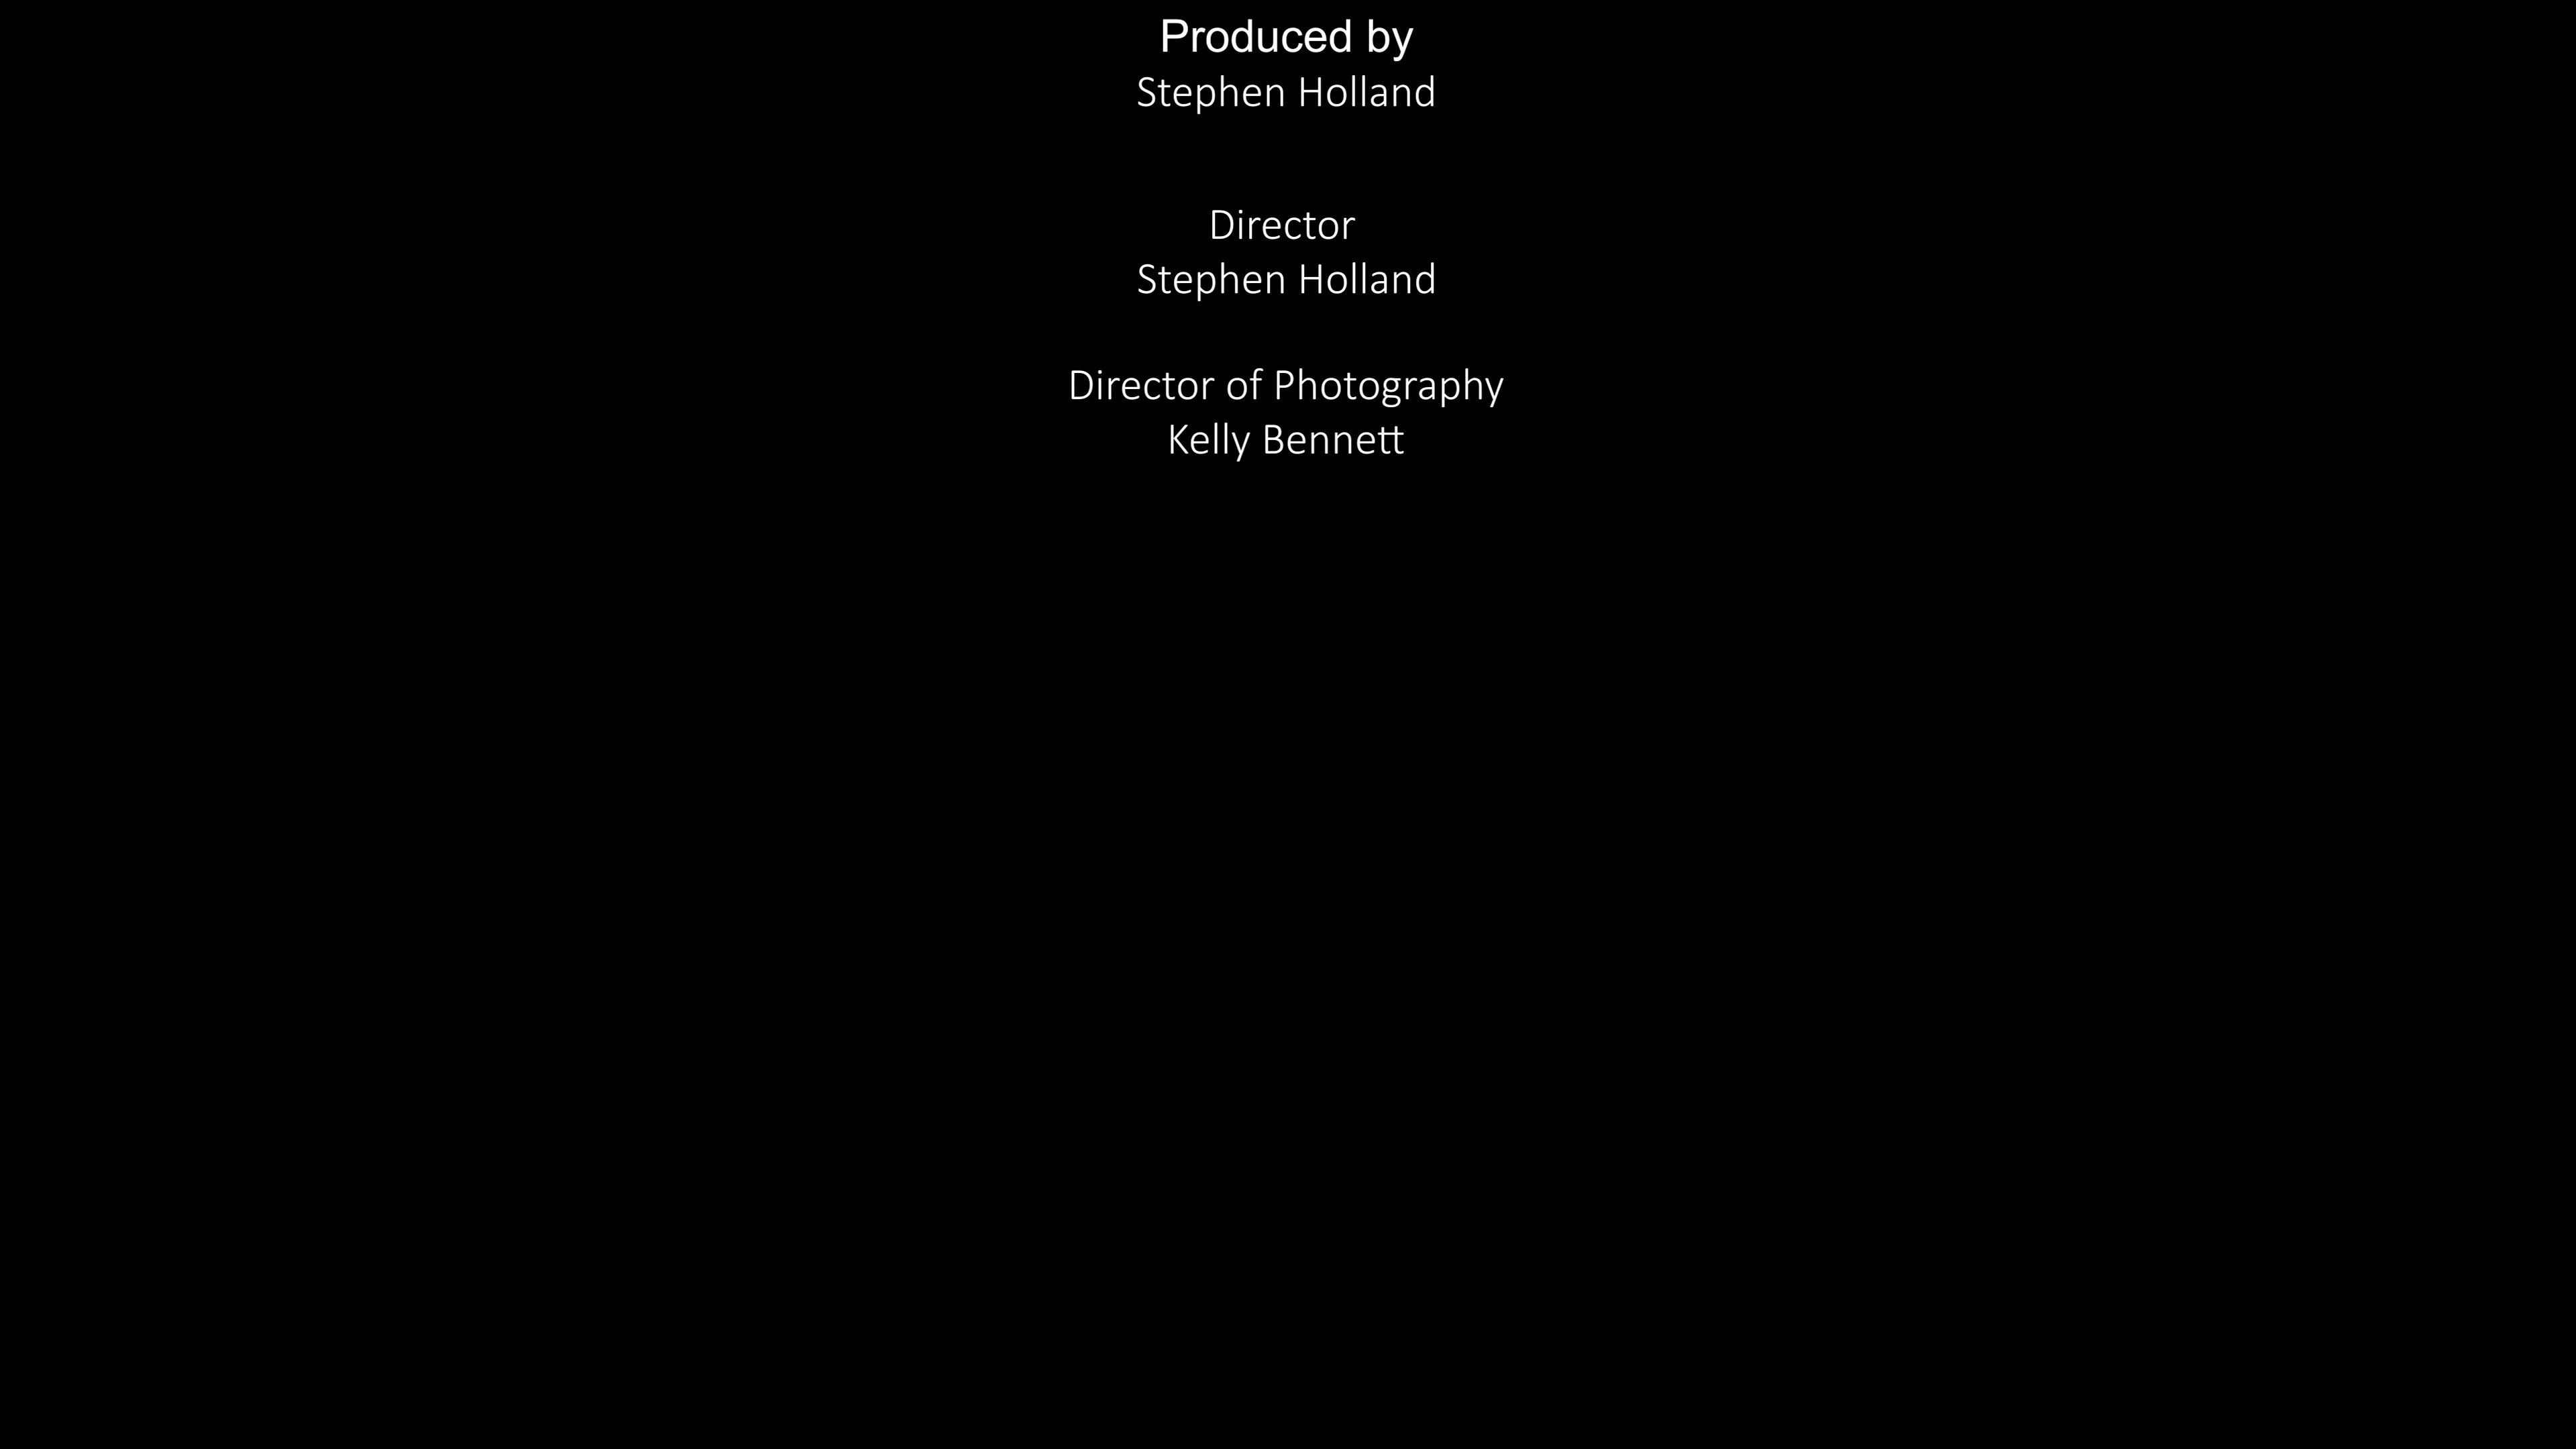 Produced by
Stephen Holland
Director
Stephen Holland
Director of Photography
Kelly Bennett